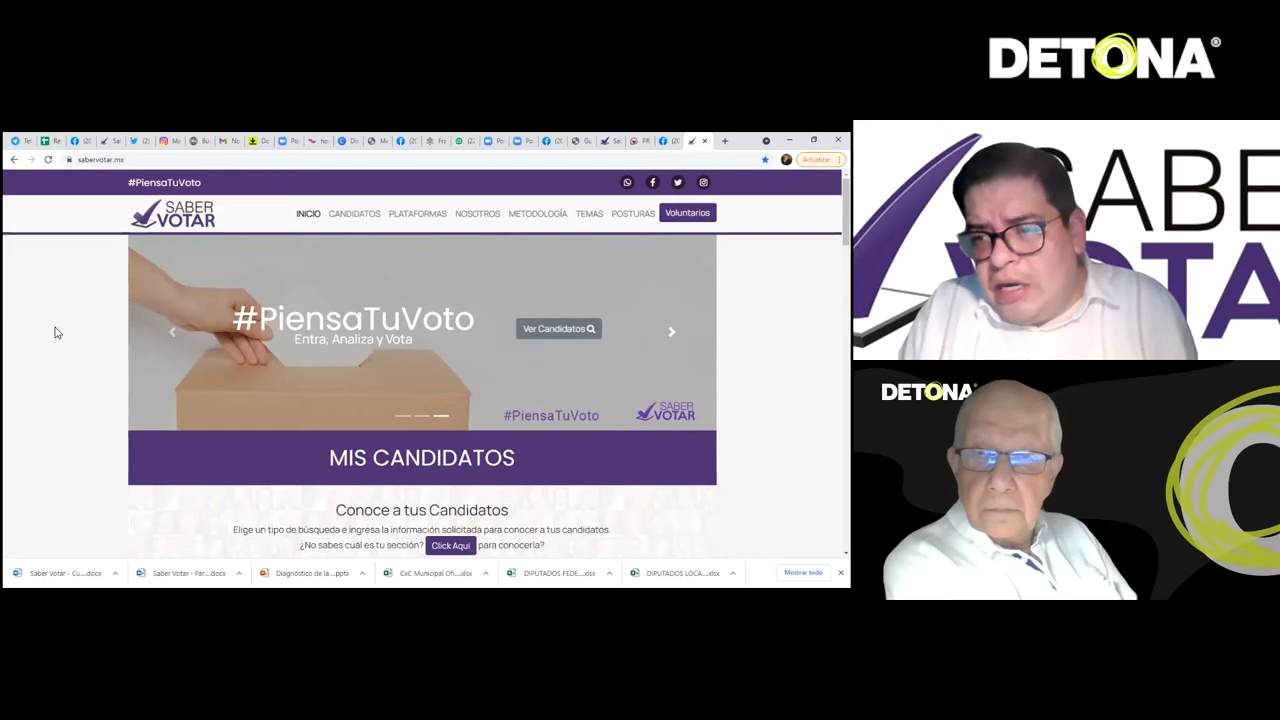 DETONA®
sabervotar.mx
Actualizar
#PiensaTuVoto
SABER
VOTAR
INICIO CANDIDATOS PLATAFORMAS NOSOTROS METODOLOGÍA TEMAS POSTURAS Voluntarios
#PiensaTuVoto
Entra, Analiza y Vota
Ver Candidatos
#PiensaTuVoto
SABER
VOTAR
MIS CANDIDATOS
Conoce a tus Candidatos
Elige un tipo de búsqueda e ingresa la información solicitada para conocer a tus candidatos.
¿No sabes cuál es tu sección? Click Aquí para conocerla?
Saber Votar - Cu....docx
Saber Votar - Par....docx
Diagnóstico de la....pptx
CxC Municipal Ofi....xlsx
DIPUTADOS FEDE....xlsx
DIPUTADOS LOCA....xlsx
Mostrar todo
DETONA